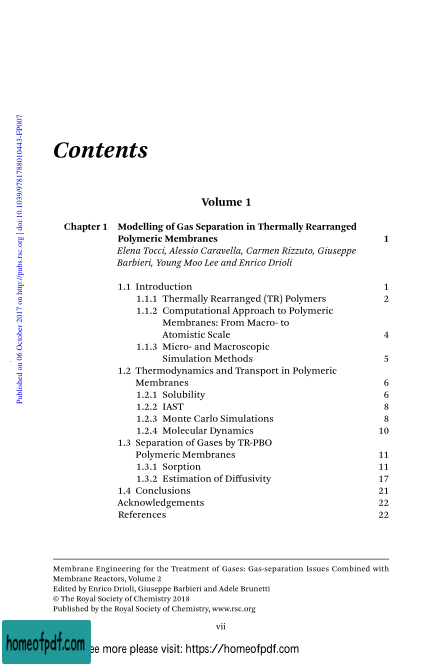 Published on 06 October 2017 on http://pubs.rsc.org | doi:10.1039/9781788010443-FP007
Contents
Volume 1
Chapter 1 Modelling of Gas Separation in Thermally Rearranged
Polymeric Membranes 1
Elena Tocci, Alessio Caravella, Carmen Rizzuto, Giuseppe
Barbieri, Young Moo Lee and Enrico Drioli
1.1 Introduction 1
1.1.1 Thermally Rearranged (TR) Polymers 2
1.1.2 Computational Approach to Polymeric
Membranes: From Macro- to
Atomistic Scale 4
1.1.3 Micro- and Macroscopic
Simulation Methods 5
1.2 Thermodynamics and Transport in Polymeric
Membranes 6
1.2.1 Solubility 6
1.2.2 IAST 8
1.2.3 Monte Carlo Simulations 8
1.2.4 Molecular Dynamics 10
1.3 Separation of Gases by TR-PBO
Polymeric Membranes 11
1.3.1 Sorption 11
1.3.2 Estimation of Diffusivity 17
1.4 Conclusions 21
Acknowledgements 22
References 22
Membrane Engineering for the Treatment of Gases: Gas-separation Issues Combined with
Membrane Reactors, Volume 2
Edited by Enrico Drioli, Giuseppe Barbieri and Adele Brunetti
© The Royal Society of Chemistry 2018
Published by the Royal Society of Chemistry, www.rsc.org
vii
homeofpdf.com
more please visit: https://homeofpdf.com